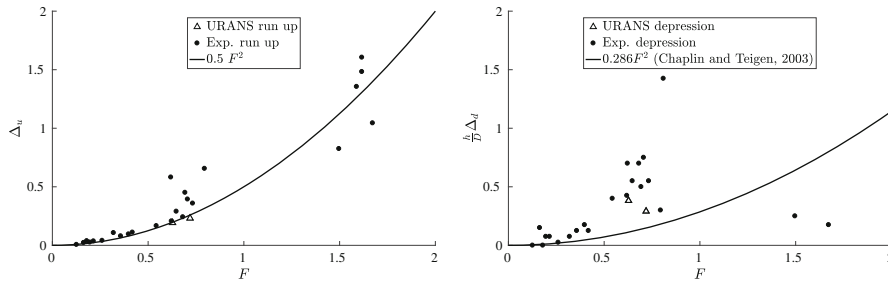 2
1.5
1
0.5
0
Δu
0
0.5
1
1.5
2
F
URANS run up
Exp. run up
0.5 F²
2
1.5
1
0.5
0
h/D Δd
0
0.5
1
1.5
2
F
URANS depression
Exp. depression
0.286F² (Chaplin and Teigen, 2003)